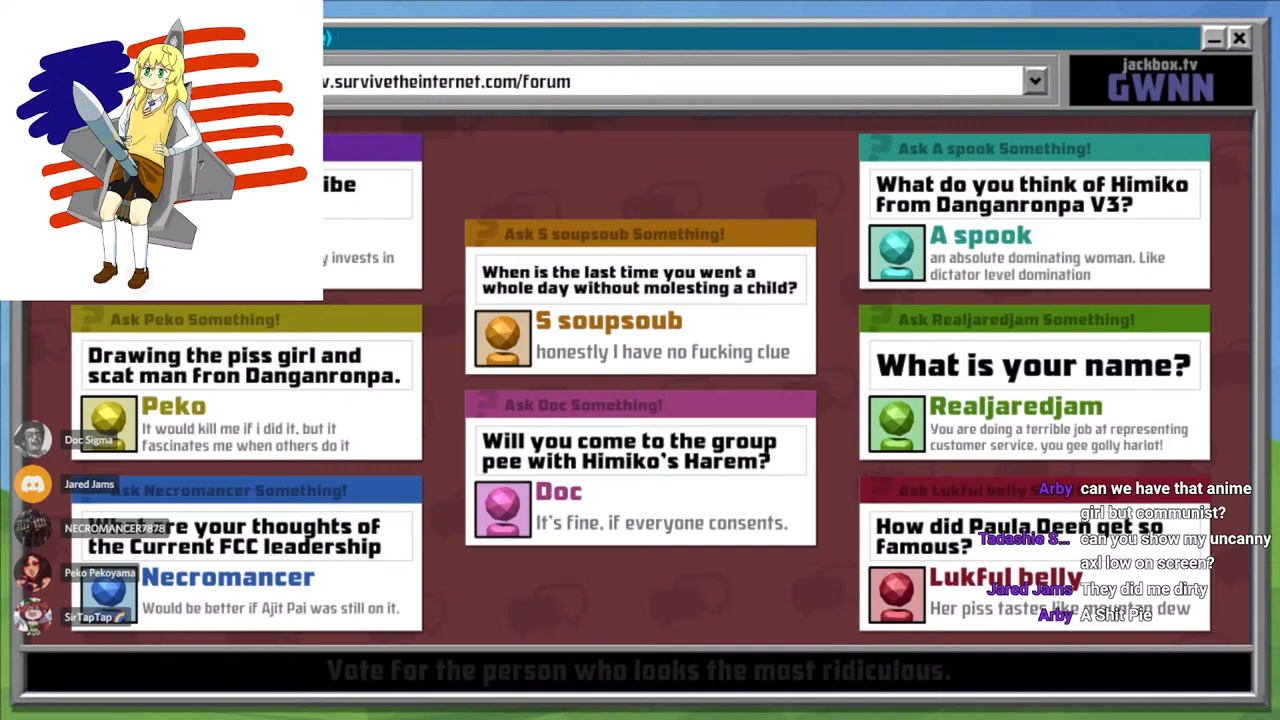 e)
v.survivetheinternet.com/forum
jackbox.tv
GWNN
ibe
y invests in
Ask Peko Something!
Drawing the piss girl and
scat man fron Danganronpa.
Peko
It would kill me if i did it, but it
fascinates me when others do it
Ask Necromancer Something!
are your thoughts of
the Current FCC leadership
Necromancer
Would be better if Ajit Pai was still on it.
Ask S soupsoub Something!
When is the last time you went a
whole day without molesting a child?
S soupsoub
honestly I have no fucking clue
Ask Doc Something!
Will you come to the group
pee with Himiko's Harem?
Doc
It's fine, if everyone consents.
Ask A spook Something!
What do you think of Himiko
from Danganronpa V3?
A spook
an absolute dominating woman. Like
dictator level domination
Ask Realjaredjam Something!
What is your name?
Realjaredjam
You are doing a terrible job at representing
customer service, you gee golly harlot!
Ask Lukful belly
How did Paula Deen get so
famous?
Lukful belly
Her piss tastes like dew
Doc Sigma
Jared Jams
NECROMANCER7878
Peko Pekoyama
SirTapTap
Arby can we have that anime
girl but communist?
Tadashie S... can you show my uncanny
axl low on screen?
Jared Jams They did me dirty
Arby A Shit Pie
Vote for the person who looks the most ridiculous.